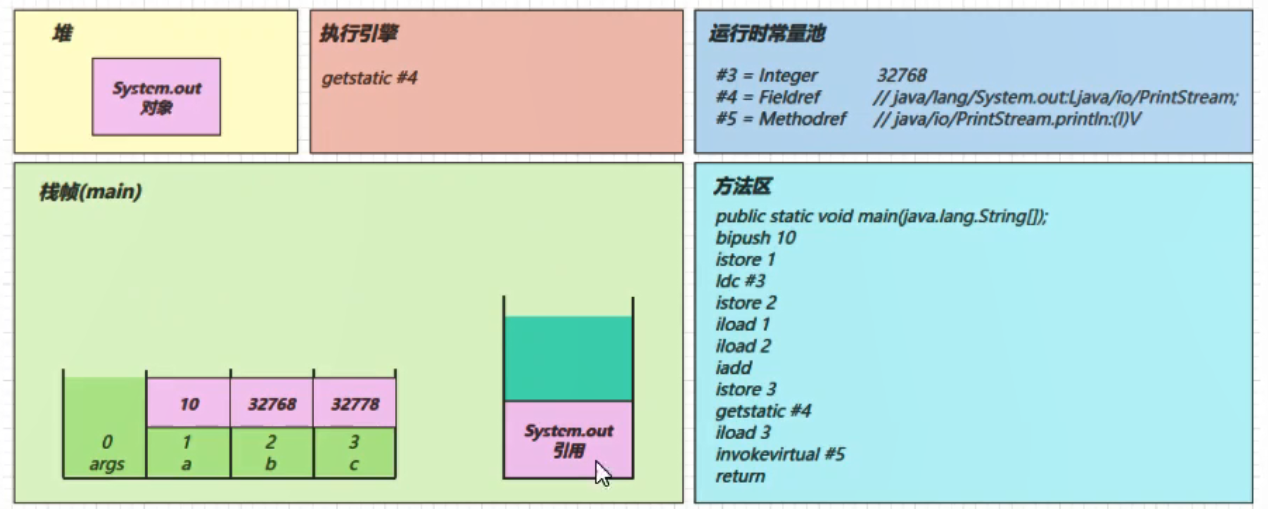 堆
System.out
对象
执行引擎
getstatic #4
运行时常量池
#3 = Integer 32768
#4 = Fieldref // java/lang/System.out:Ljava/io/PrintStream;
#5 = Methodref // java/io/PrintStream.println:(I)V
栈帧(main)
10 32768 32778
0 1 2 3
args a b c
System.out
引用
方法区
public static void main(java.lang.String[]);
bipush 10
istore 1
ldc #3
istore 2
iload 1
iload 2
iadd
istore 3
getstatic #4
iload 3
invokevirtual #5
return